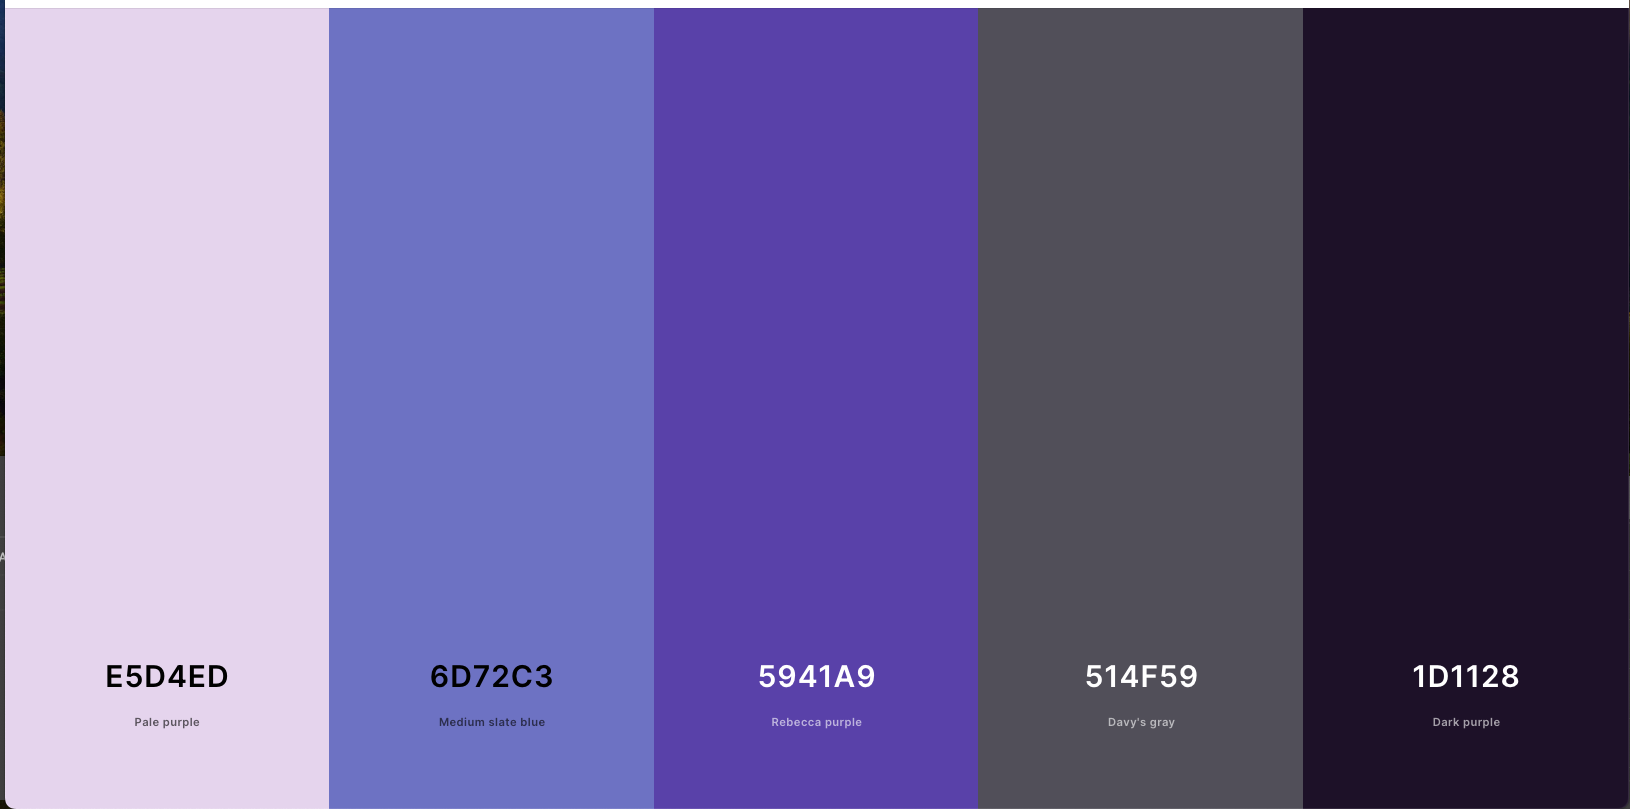 E5D4ED
Pale purple
6D72C3
Medium slate blue
5941A9
Rebecca purple
514F59
Davy's gray
1D1128
Dark purple